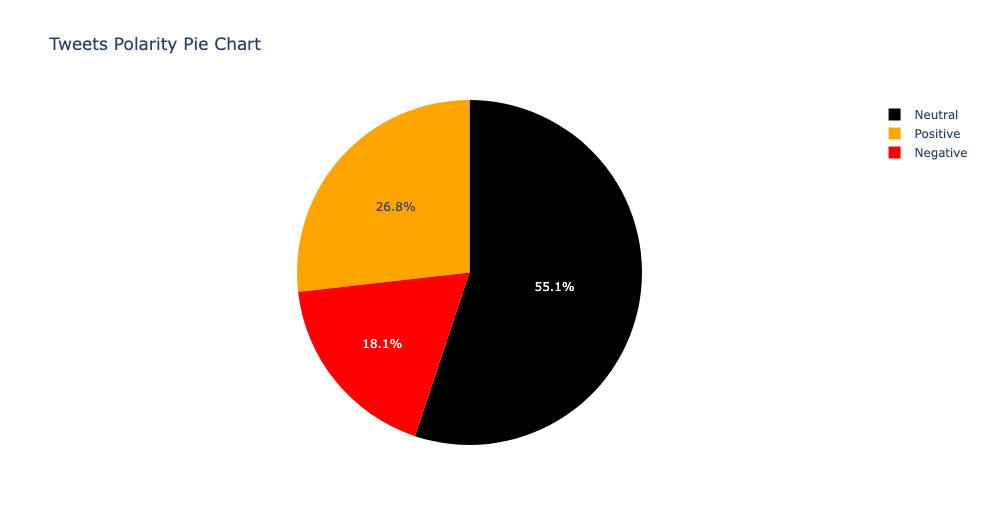 Tweets Polarity Pie Chart
Neutral
Positive
Negative
26.8%
55.1%
18.1%